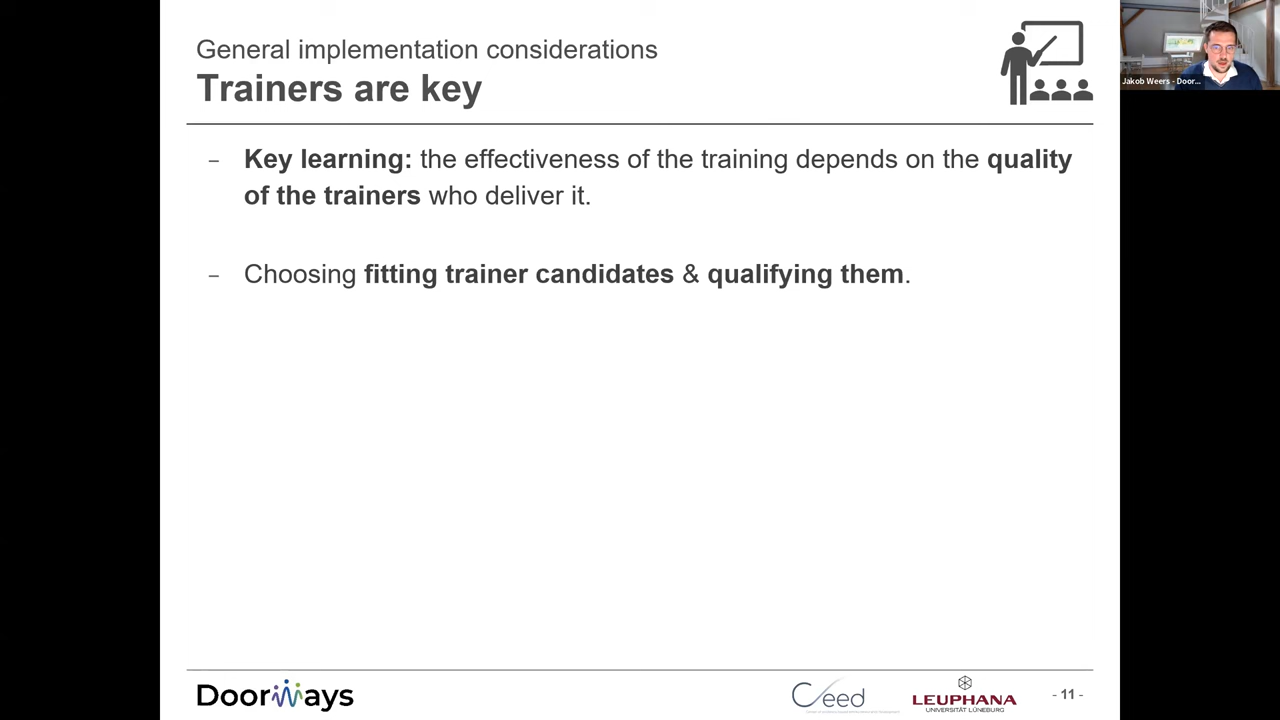 General implementation considerations
Trainers are key
Jakob Weers - Door...
– Key learning: the effectiveness of the training depends on the quality
of the trainers who deliver it.
– Choosing fitting trainer candidates & qualifying them.
DoorWays
Ceed
LEUPHANA
UNIVERSITÄT LÜNEBURG
- 11 -